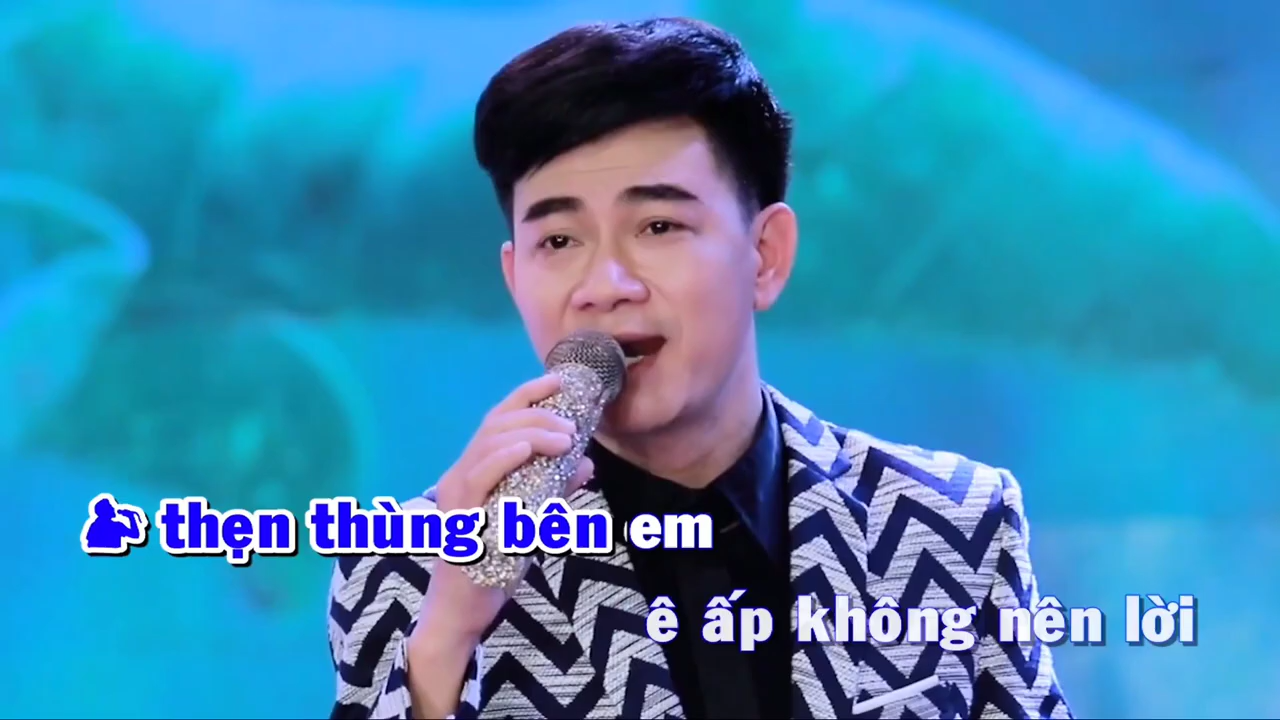 thẹn thùng bên em
ê ấp không nên lời